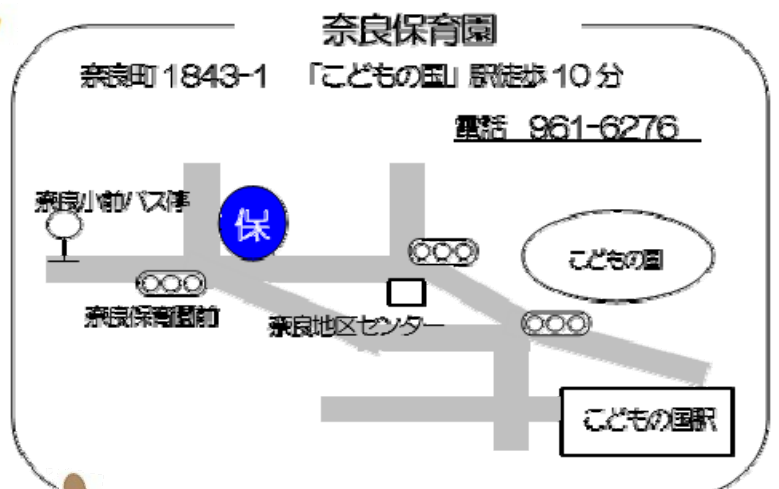 奈良保育園
奈良町1843-1 「こどもの国」駅徒歩10分
電話 961-6276
奈良小前バス停
保
こどもの国
奈良保育園前
奈良地区センター
こどもの国駅